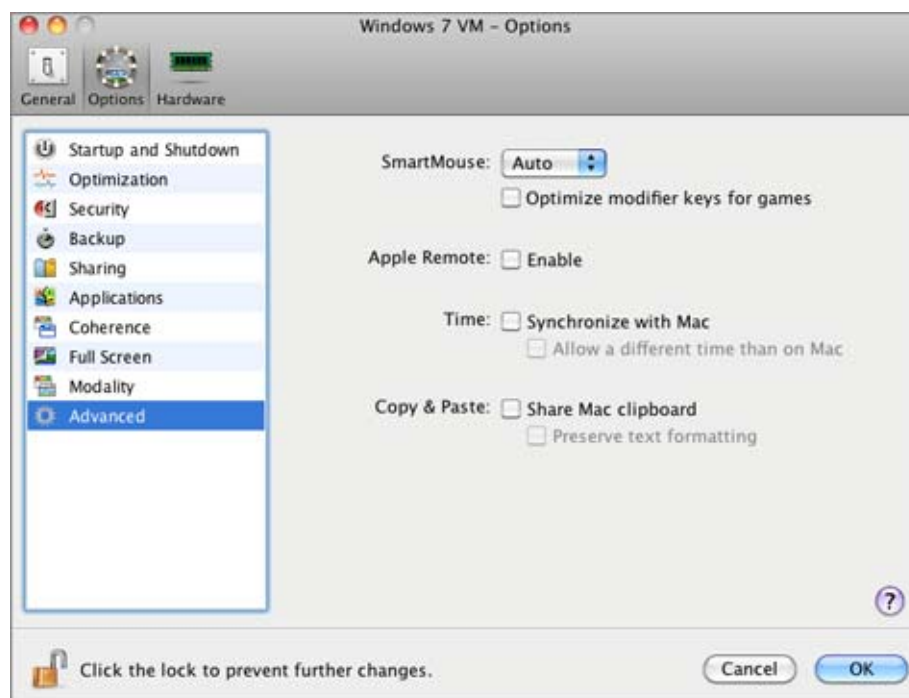 Windows 7 VM – Options
General Options Hardware
Startup and Shutdown
Optimization
Security
Backup
Sharing
Applications
Coherence
Full Screen
Modality
Advanced
SmartMouse: Auto
Optimize modifier keys for games
Apple Remote: Enable
Time: Synchronize with Mac
Allow a different time than on Mac
Copy & Paste: Share Mac clipboard
Preserve text formatting
?
Click the lock to prevent further changes.
Cancel OK